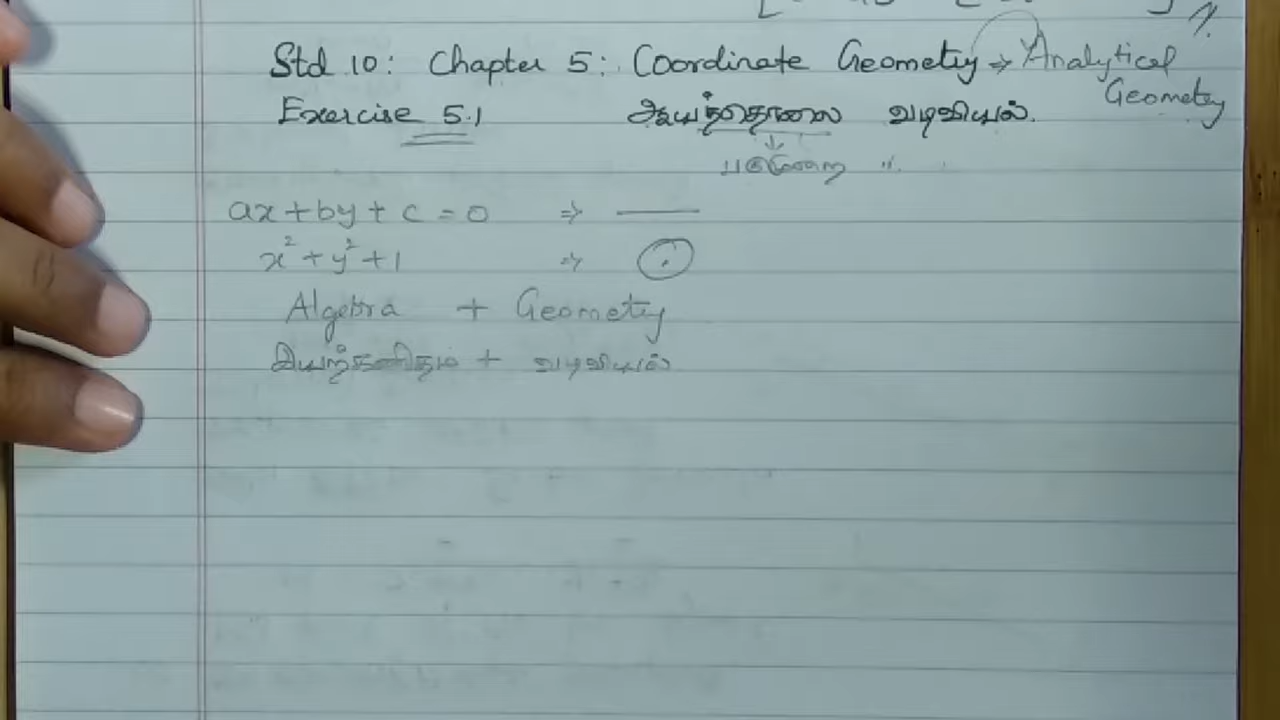 Std 10: Chapter 5: Coordinate Geometry → Analytical Geometry
Exercise 5.1 ஆயத்தொலை வடிவியல்.
ax + by + c = 0 ⇒ —
x² + y² + 1 ⇒
Algebra + Geometry
இயற்கணிதம் + வடிவியல்